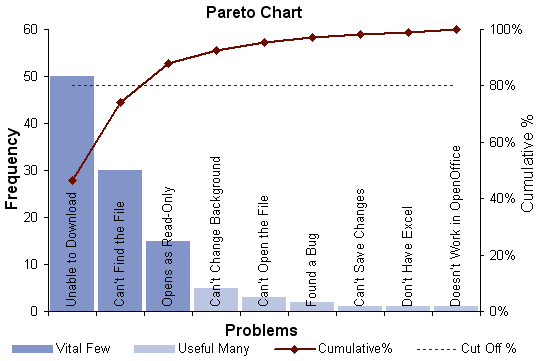 Pareto Chart
60
50
40
30
20
10
0
Frequency
100%
80%
60%
40%
20%
0%
Cumulative %
Unable to Download
Can't Find the File
Opens as Read-Only
Can't Change Background
Can't Open the File
Found a Bug
Can't Save Changes
Don't Have Excel
Doesn't Work in OpenOffice
Problems
Vital Few
Useful Many
Cumulative%
Cut Off %